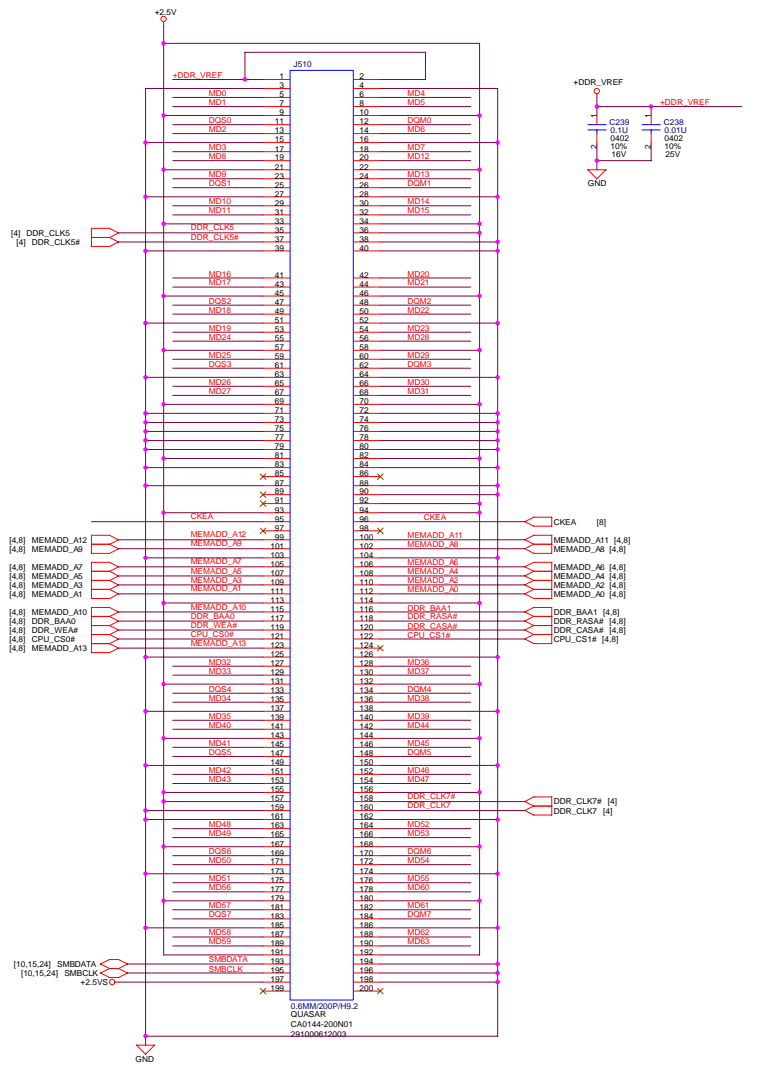 +2.5V
J510
+DDR_VREF 1 2
3 4
MD0 5 6 MD4
MD1 7 8 MD5
9 10
DQS0 11 12 DQM0
MD2 13 14 MD6
15 16
MD3 17 18 MD7
MD8 19 20 MD12
21 22
MD9 23 24 MD13
DQS1 25 26 DQM1
27 28
MD10 29 30 MD14
MD11 31 32 MD15
33 34
[4] DDR_CLK5 DDR_CLK5 35 36
[4] DDR_CLK5# DDR_CLK5# 37 38
39 40
MD16 41 42 MD20
MD17 43 44 MD21
45 46
DQS2 47 48 DQM2
MD18 49 50 MD22
51 52
MD19 53 54 MD23
MD24 55 56 MD28
57 58
MD25 59 60 MD29
DQS3 61 62 DQM3
63 64
MD26 65 66 MD30
MD27 67 68 MD31
69 70
71 72
73 74
75 76
77 78
79 80
81 82
83 84
85 86
87 88
89 90
91 92
93 94
CKEA 95 96 CKEA CKEA [8]
97 98
[4,8] MEMADD_A12 MEMADD_A12 99 100 MEMADD_A11 MEMADD_A11 [4,8]
[4,8] MEMADD_A9 MEMADD_A9 101 102 MEMADD_A8 MEMADD_A8 [4,8]
103 104
[4,8] MEMADD_A7 MEMADD_A7 105 106 MEMADD_A6 MEMADD_A6 [4,8]
[4,8] MEMADD_A5 MEMADD_A5 107 108 MEMADD_A4 MEMADD_A4 [4,8]
[4,8] MEMADD_A3 MEMADD_A3 109 110 MEMADD_A2 MEMADD_A2 [4,8]
[4,8] MEMADD_A1 MEMADD_A1 111 112 MEMADD_A0 MEMADD_A0 [4,8]
113 114
[4,8] MEMADD_A10 MEMADD_A10 115 116 DDR_BAA1 DDR_BAA1 [4,8]
[4,8] DDR_BAA0 DDR_BAA0 117 118 DDR_RASA# DDR_RASA# [4,8]
[4,8] DDR_WEA# DDR_WEA# 119 120 DDR_CASA# DDR_CASA# [4,8]
[4,8] CPU_CS0# CPU_CS0# 121 122 CPU_CS1# CPU_CS1# [4,8]
[4,8] MEMADD_A13 MEMADD_A13 123 124
125 126
MD32 127 128 MD36
MD33 129 130 MD37
131 132
DQS4 133 134 DQM4
MD34 135 136 MD38
137 138
MD35 139 140 MD39
MD40 141 142 MD44
143 144
MD41 145 146 MD45
DQS5 147 148 DQM5
149 150
MD42 151 152 MD46
MD43 153 154 MD47
155 156
157 158 DDR_CLK7# DDR_CLK7# [4]
159 160 DDR_CLK7 DDR_CLK7 [4]
161 162
MD48 163 164 MD52
MD49 165 166 MD53
167 168
DQS6 169 170 DQM6
MD50 171 172 MD54
173 174
MD51 175 176 MD55
MD56 177 178 MD60
179 180
MD57 181 182 MD61
DQS7 183 184 DQM7
185 186
MD58 187 188 MD62
MD59 189 190 MD63
191 192
[10,15,24] SMBDATA SMBDATA 193 194
[10,15,24] SMBCLK SMBCLK 195 196
+2.5VS 197 198
199 200
0.6MM/200P/H9.2
QUASAR
CA0144-200N01
291000612003
GND
+DDR_VREF
+DDR_VREF
1 1
C239 C238
0.1U 0.01U
0402 0402
2 10% 2 10%
16V 25V
GND